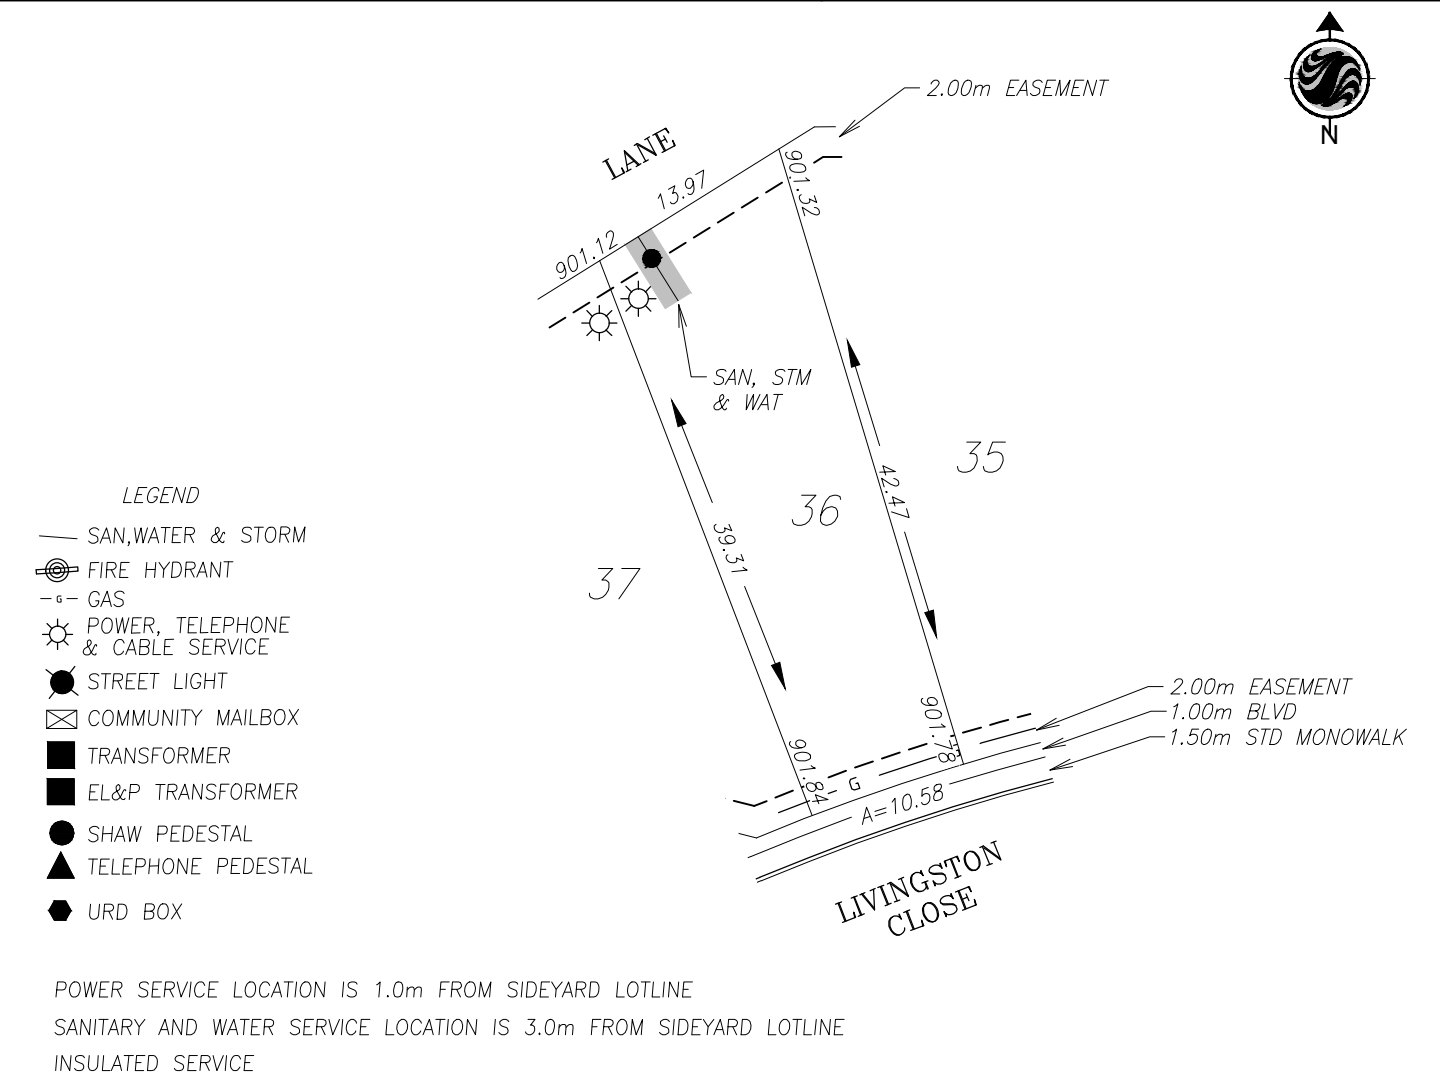 N
2.00m EASEMENT
LANE
13.97
901.32
901.12
SAN, STM
& WAT
35
36
42.47
39.31
37
LEGEND
SAN,WATER & STORM
FIRE HYDRANT
G GAS
POWER, TELEPHONE
& CABLE SERVICE
STREET LIGHT
COMMUNITY MAILBOX
TRANSFORMER
EL&P TRANSFORMER
SHAW PEDESTAL
TELEPHONE PEDESTAL
URD BOX
901.78
901.84
G
A=10.58
2.00m EASEMENT
1.00m BLVD
1.50m STD MONOWALK
LIVINGSTON
CLOSE
POWER SERVICE LOCATION IS 1.0m FROM SIDEYARD LOTLINE
SANITARY AND WATER SERVICE LOCATION IS 3.0m FROM SIDEYARD LOTLINE
INSULATED SERVICE